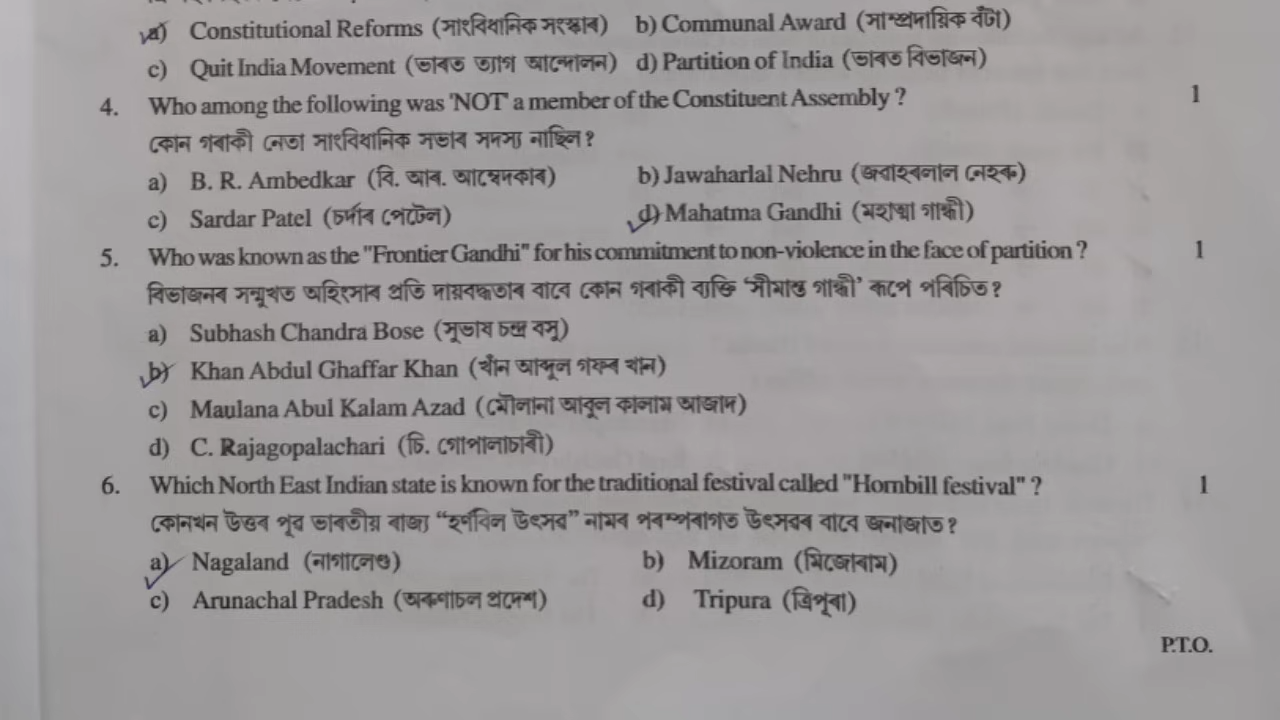 a) Constitutional Reforms (সাংবিধানিক সংস্কাৰ) b) Communal Award (সাম্প্ৰদায়িক বঁটা)
c) Quit India Movement (ভাৰত ত্যাগ আন্দোলন) d) Partition of India (ভাৰত বিভাজন)
4. Who among the following was 'NOT' a member of the Constituent Assembly ? 1
কোন গৰাকী নেতা সাংবিধানিক সভাৰ সদস্য নাছিল ?
a) B. R. Ambedkar (বি. আৰ. আম্বেদকাৰ) b) Jawaharlal Nehru (জবাহৰলাল নেহৰু)
c) Sardar Patel (চৰ্দাৰ পেটেল) d) Mahatma Gandhi (মহাত্মা গান্ধী)
5. Who was known as the "Frontier Gandhi" for his commitment to non-violence in the face of partition ? 1
বিভাজনৰ সন্মুখত অহিংসাৰ প্ৰতি দায়বদ্ধতাৰ বাবে কোন গৰাকী ব্যক্তি ‘সীমান্ত গান্ধী’ ৰূপে পৰিচিত ?
a) Subhash Chandra Bose (সুভাষ চন্দ্ৰ বসু)
b) Khan Abdul Ghaffar Khan (খাঁন আব্দুল গফৰ খান)
c) Maulana Abul Kalam Azad (মৌলানা আবুল কালাম আজাদ)
d) C. Rajagopalachari (চি. গোপালাচাৰী)
6. Which North East Indian state is known for the traditional festival called "Hornbill festival" ? 1
কোনখন উত্তৰ পূব ভাৰতীয় ৰাজ্য “হৰ্ণবিল উৎসৱ” নামৰ পৰম্পৰাগত উৎসৱৰ বাবে জনাজাত ?
a) Nagaland (নাগালেণ্ড) b) Mizoram (মিজোৰাম)
c) Arunachal Pradesh (অৰুণাচল প্ৰদেশ) d) Tripura (ত্ৰিপুৰা)
P.T.O.